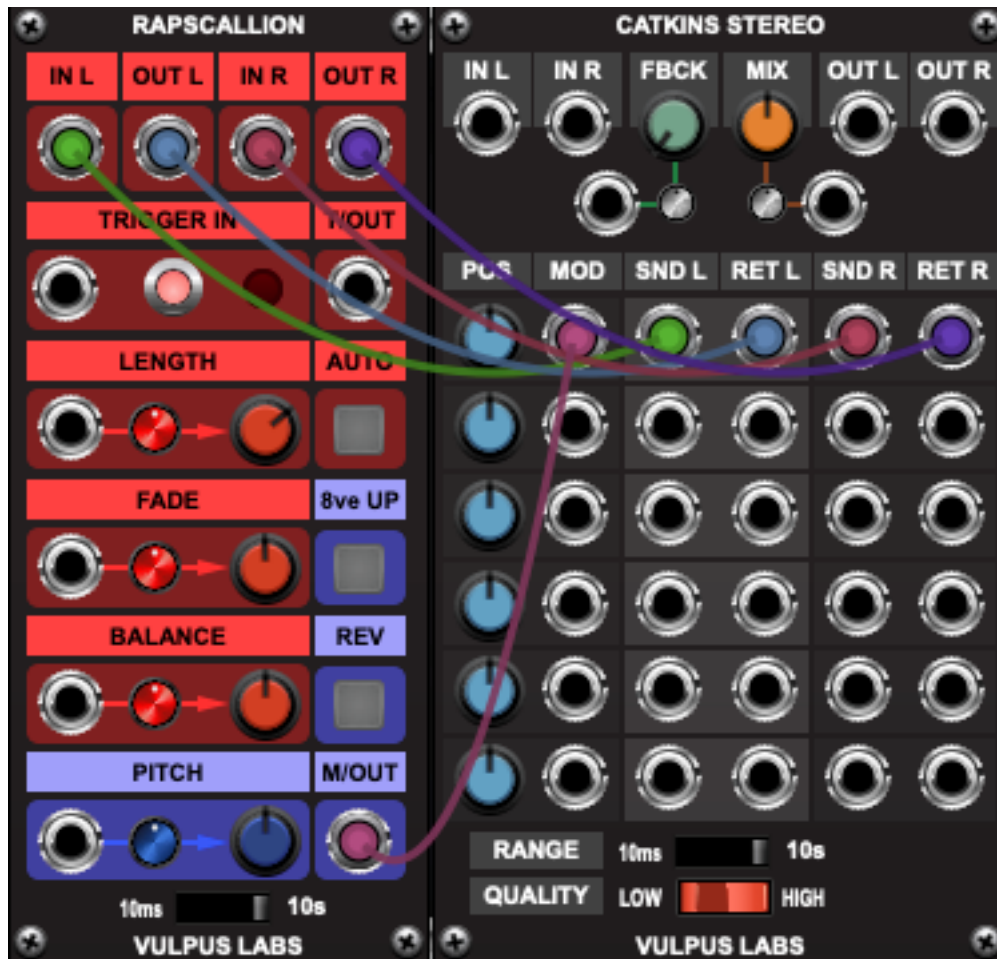 RAPSCALLION
IN L OUT L IN R OUT R
TRIGGER IN T/OUT
LENGTH AUTO
FADE 8ve UP
BALANCE REV
PITCH M/OUT
10ms 10s
VULPUS LABS
CATKINS STEREO
IN L IN R FBCK MIX OUT L OUT R
POS MOD SND L RET L SND R RET R
RANGE 10ms 10s
QUALITY LOW HIGH
VULPUS LABS